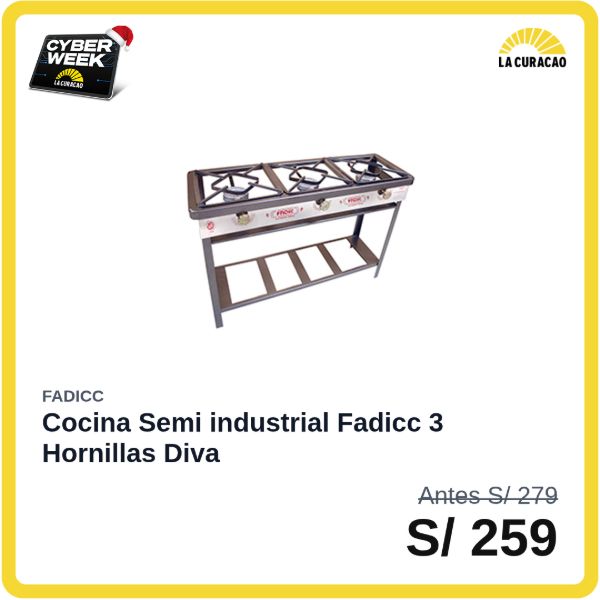 CYBER
WEEK
LA CURACAO
LA CURACAO
FADICC
Cocina Semi industrial Fadicc 3
Hornillas Diva
Antes S/ 279
S/ 259